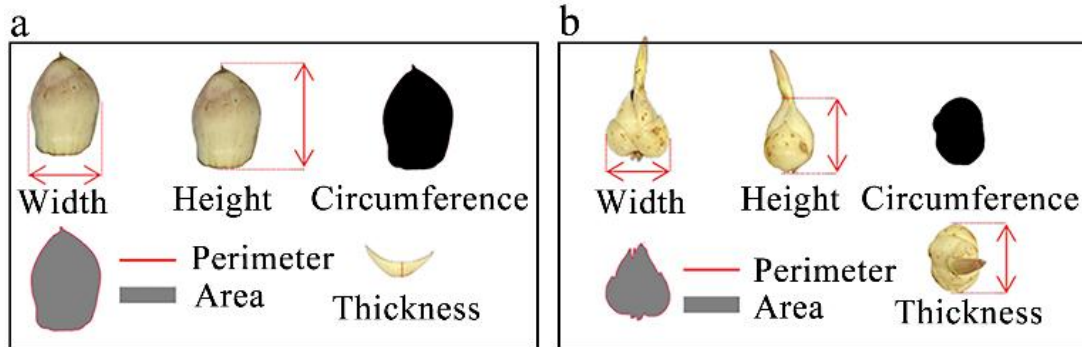 a
Width
Height
Circumference
Perimeter
Area
Thickness
b
Width
Height
Circumference
Perimeter
Area
Thickness